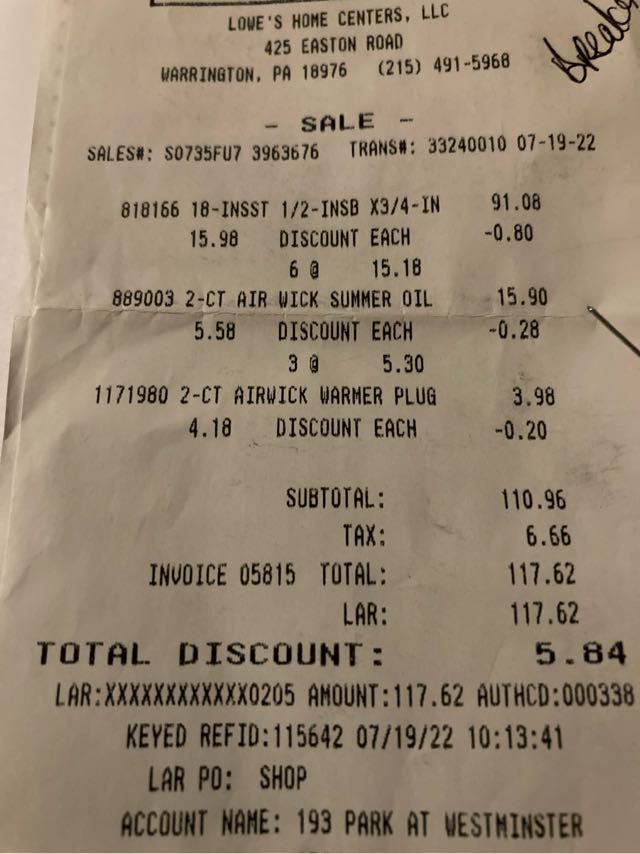 LOWE'S HOME CENTERS, LLC
425 EASTON ROAD
WARRINGTON, PA 18976 (215) 491-5968
- SALE -
SALES#: S0735FU7 3963676 TRANS#: 33240010 07-19-22
818166 18-INSST 1/2-INSB X3/4-IN 91.08
15.98 DISCOUNT EACH -0.80
6 @ 15.18
889003 2-CT AIR WICK SUMMER OIL 15.90
5.58 DISCOUNT EACH -0.28
3 @ 5.30
1171980 2-CT AIRWICK WARMER PLUG 3.98
4.18 DISCOUNT EACH -0.20
SUBTOTAL: 110.96
TAX: 6.66
INVOICE 05815 TOTAL: 117.62
LAR: 117.62
TOTAL DISCOUNT: 5.84
LAR:XXXXXXXXXXXX0205 AMOUNT:117.62 AUTHCD:000338
KEYED REFID:115642 07/19/22 10:13:41
LAR PO: SHOP
ACCOUNT NAME: 193 PARK AT WESTMINSTER